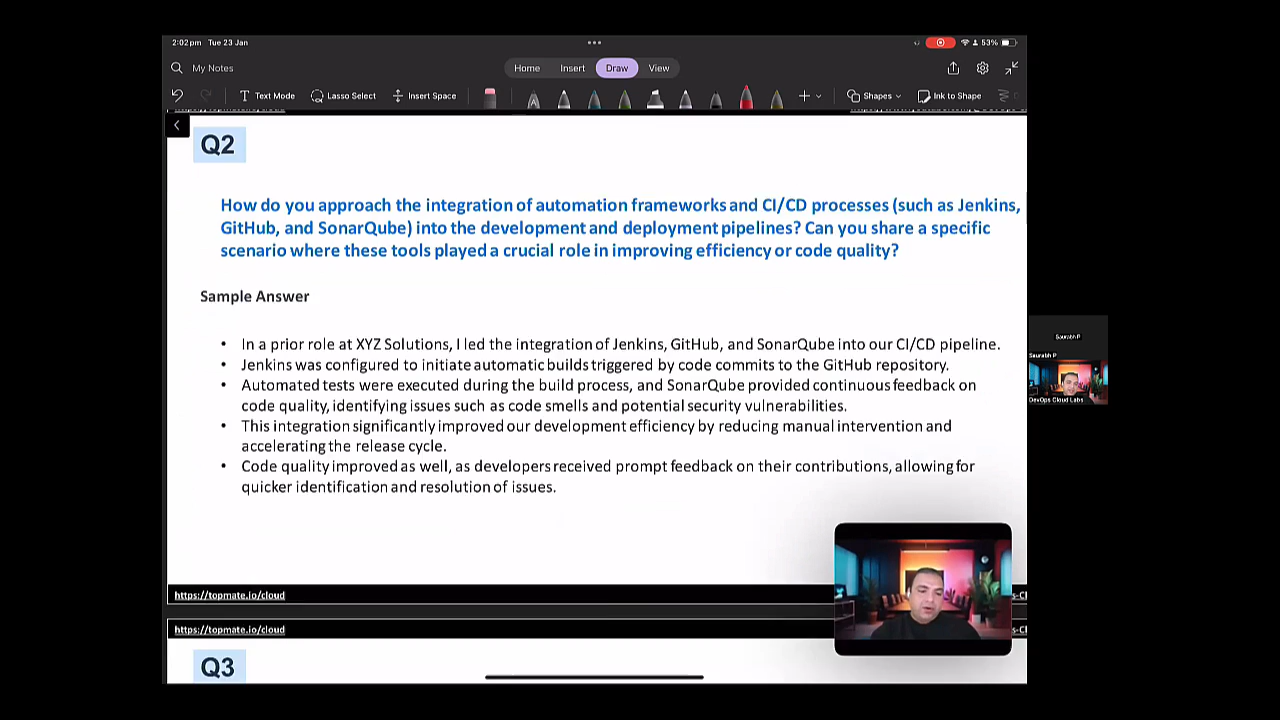 2:02 pm Tue 23 Jan
53%
My Notes
Home Insert Draw View
Text Mode Lasso Select Insert Space Shapes Ink to Shape
Q2
How do you approach the integration of automation frameworks and CI/CD processes (such as Jenkins,
GitHub, and SonarQube) into the development and deployment pipelines? Can you share a specific
scenario where these tools played a crucial role in improving efficiency or code quality?
Sample Answer
• In a prior role at XYZ Solutions, I led the integration of Jenkins, GitHub, and SonarQube into our CI/CD pipeline.
• Jenkins was configured to initiate automatic builds triggered by code commits to the GitHub repository.
• Automated tests were executed during the build process, and SonarQube provided continuous feedback on
code quality, identifying issues such as code smells and potential security vulnerabilities.
• This integration significantly improved our development efficiency by reducing manual intervention and
accelerating the release cycle.
• Code quality improved as well, as developers received prompt feedback on their contributions, allowing for
quicker identification and resolution of issues.
Saurabh P
Saurabh P
DevOps Cloud Labs
https://topmate.io/cloud
https://topmate.io/cloud
Q3